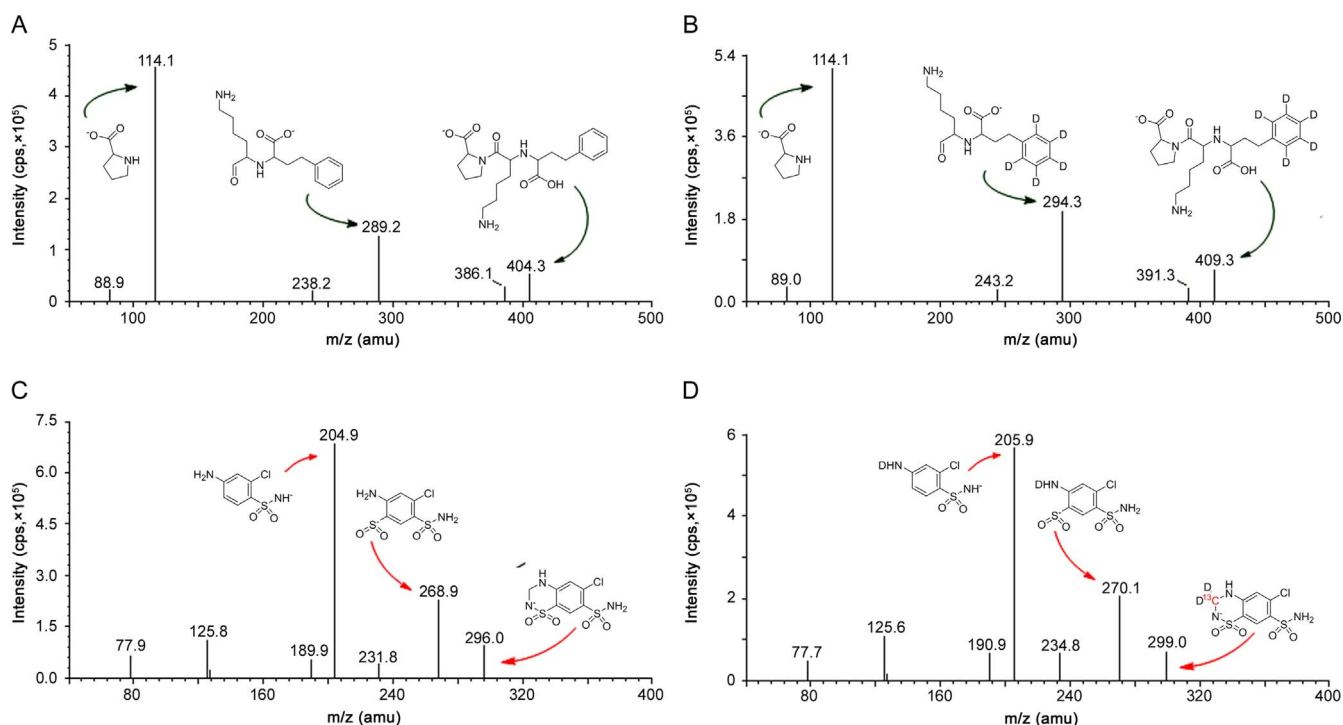 A
Intensity (cps,×10⁵)
5
4
3
2
1
0
114.1
88.9
238.2
289.2
386.1
404.3
⁻O
O
NH
NH₂
O
O⁻
N
H
O
⁻O
O
O
N
H
N
O
OH
NH₂
100
200
300
400
500
m/z (amu)
B
Intensity (cps,×10⁵)
5.4
3.6
1.8
0.0
114.1
89.0
243.2
294.3
391.3
409.3
⁻O
O
NH
NH₂
O
O⁻
N
H
O
D
D
D
D
D
⁻O
O
O
N
H
N
O
OH
NH₂
D
D
D
D
D
100
200
300
400
500
m/z (amu)
C
Intensity (cps,×10⁵)
7.5
6.0
4.5
3.0
1.5
0.0
77.9
125.8
189.9
204.9
231.8
268.9
296.0
H₂N
Cl
NH⁻
S
O
O
H₂N
Cl
S⁻
O
O
S
NH₂
O
O
H
N
Cl
N⁻
S
O
O
S
NH₂
O
O
80
160
240
320
400
m/z (amu)
D
Intensity (cps,×10⁵)
6
4
2
0
77.7
125.6
190.9
205.9
234.8
270.1
299.0
DHN
Cl
NH⁻
S
O
O
DHN
Cl
S⁻
O
O
S
NH₂
O
O
D
D
¹³C
H
N
Cl
N⁻
S
O
O
S
NH₂
O
O
80
160
240
320
400
m/z (amu)